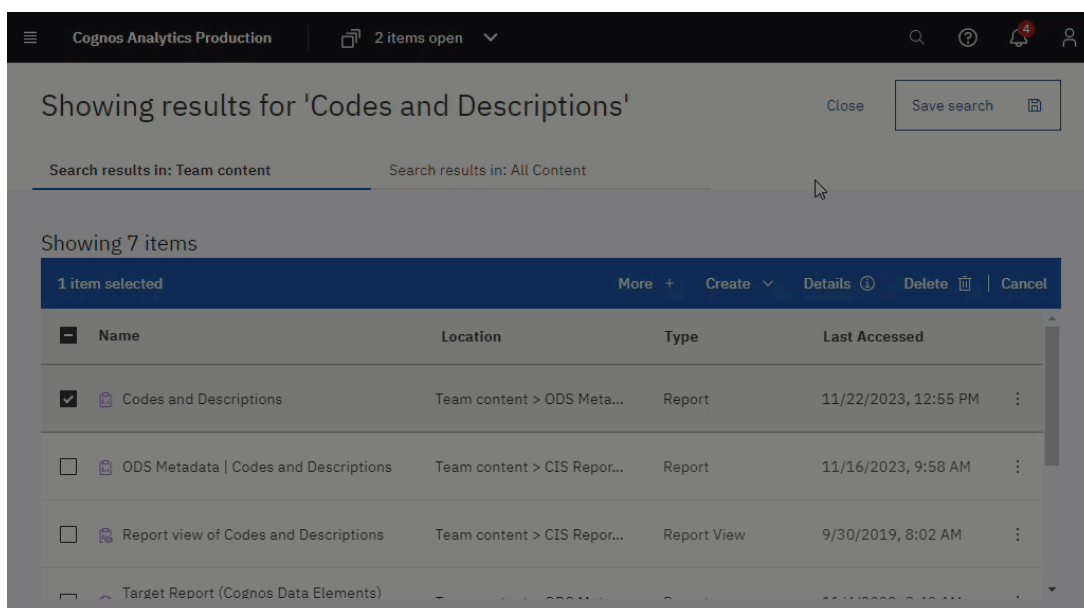 Cognos Analytics Production 2 items open 4
Showing results for 'Codes and Descriptions' Close Save search
Search results in: Team content Search results in: All Content
Showing 7 items
1 item selected More + Create Details Delete Cancel
Name Location Type Last Accessed
Codes and Descriptions Team content > ODS Meta... Report 11/22/2023, 12:55 PM
ODS Metadata | Codes and Descriptions Team content > CIS Repor... Report 11/16/2023, 9:58 AM
Report view of Codes and Descriptions Team content > CIS Repor... Report View 9/30/2019, 8:02 AM
Target Report (Cognos Data Elements)